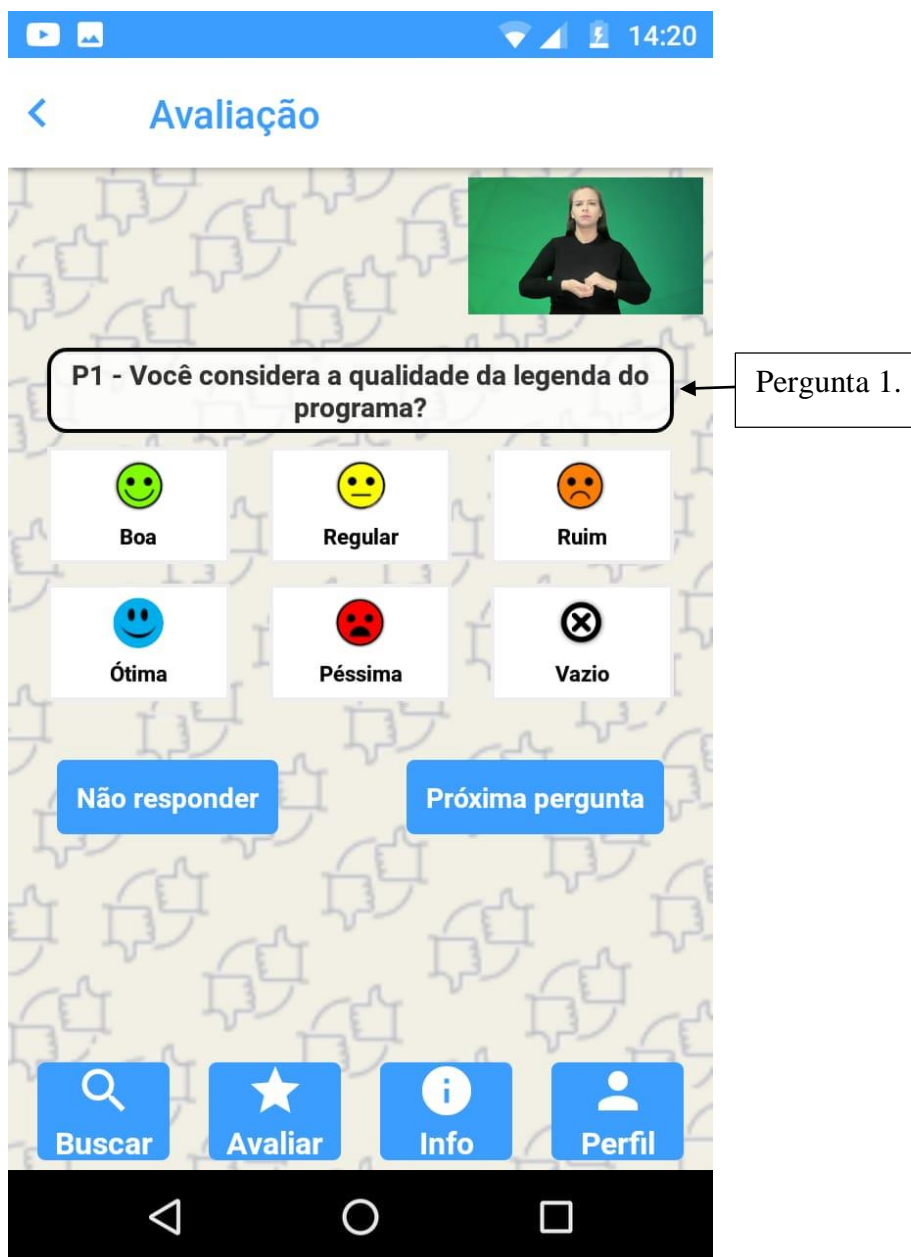 14:20
Avaliação
P1 - Você considera a qualidade da legenda do
programa?
Pergunta 1.
Boa
Regular
Ruim
Ótima
Péssima
Vazio
Não responder
Próxima pergunta
Buscar
Avaliar
Info
Perfil